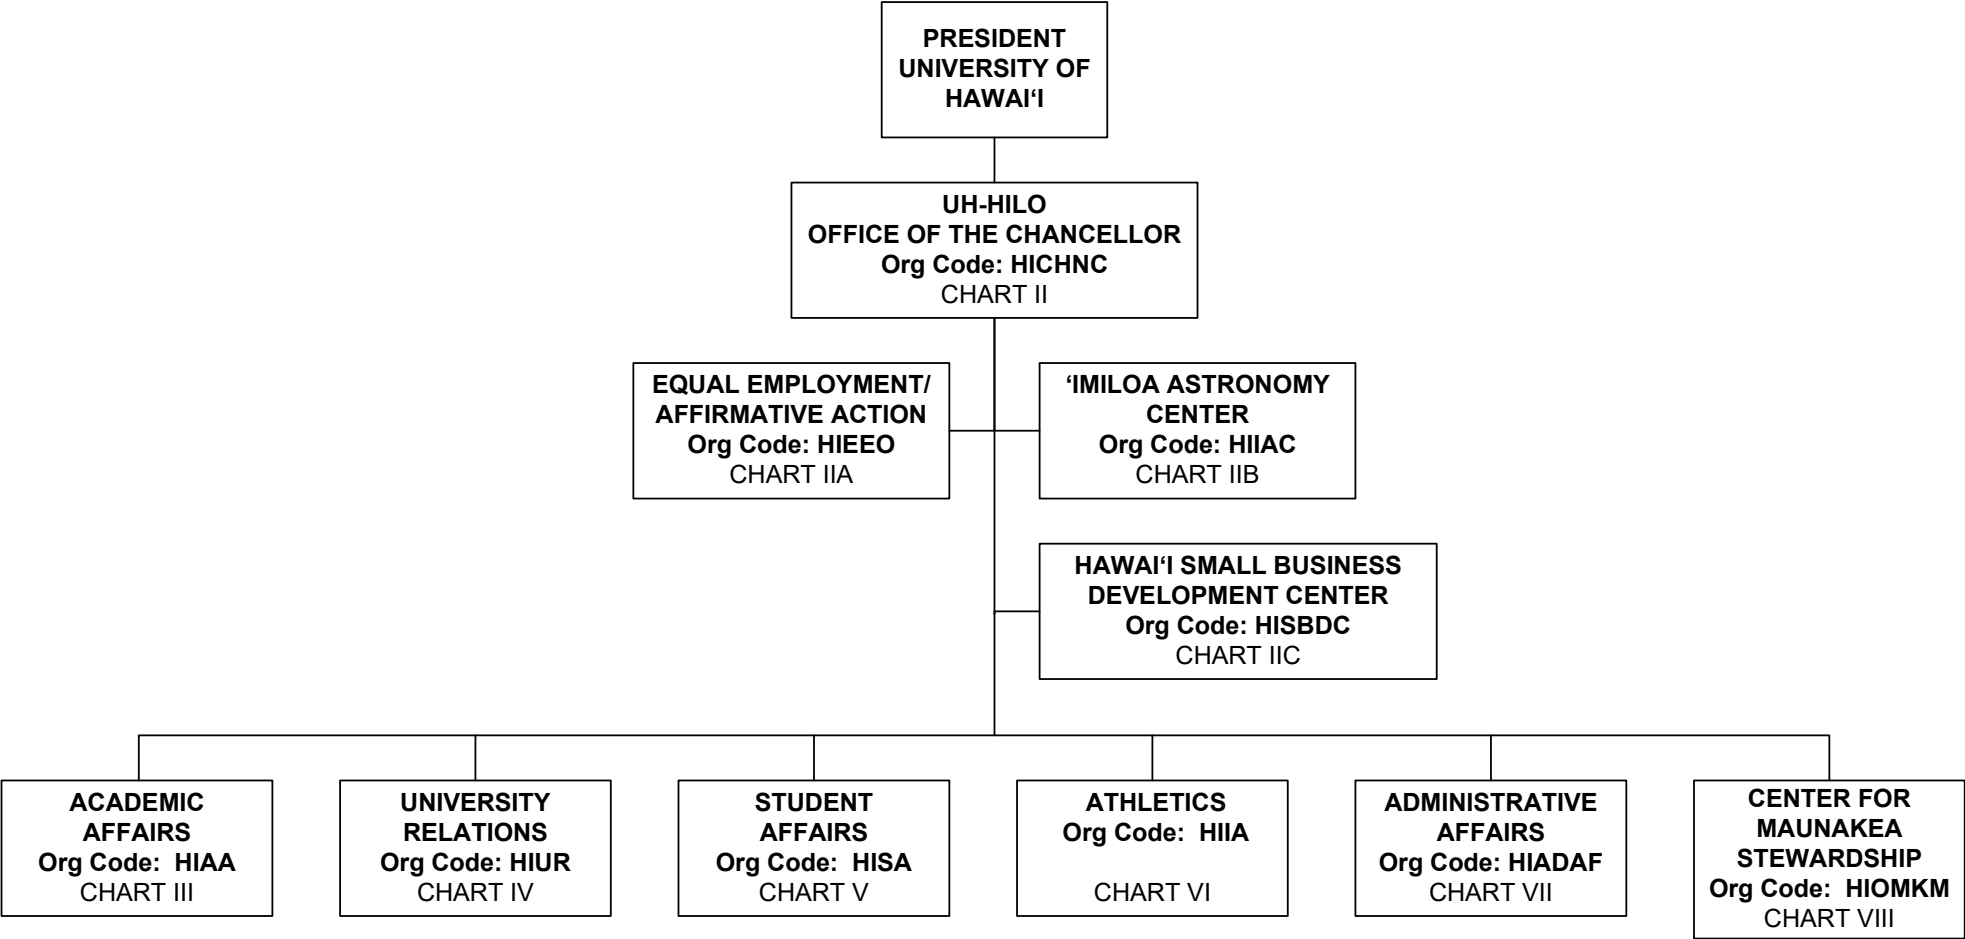 PRESIDENT
UNIVERSITY OF
HAWAI‘I
UH-HILO
OFFICE OF THE CHANCELLOR
Org Code: HICHNC
CHART II
EQUAL EMPLOYMENT/
AFFIRMATIVE ACTION
Org Code: HIEEO
CHART IIA
‘IMILOA ASTRONOMY
CENTER
Org Code: HIIAC
CHART IIB
HAWAI‘I SMALL BUSINESS
DEVELOPMENT CENTER
Org Code: HISBDC
CHART IIC
ACADEMIC
AFFAIRS
Org Code: HIAA
CHART III
UNIVERSITY
RELATIONS
Org Code: HIUR
CHART IV
STUDENT
AFFAIRS
Org Code: HISA
CHART V
ATHLETICS
Org Code: HIIA
CHART VI
ADMINISTRATIVE
AFFAIRS
Org Code: HIADAF
CHART VII
CENTER FOR
MAUNAKEA
STEWARDSHIP
Org Code: HIOMKM
CHART VIII